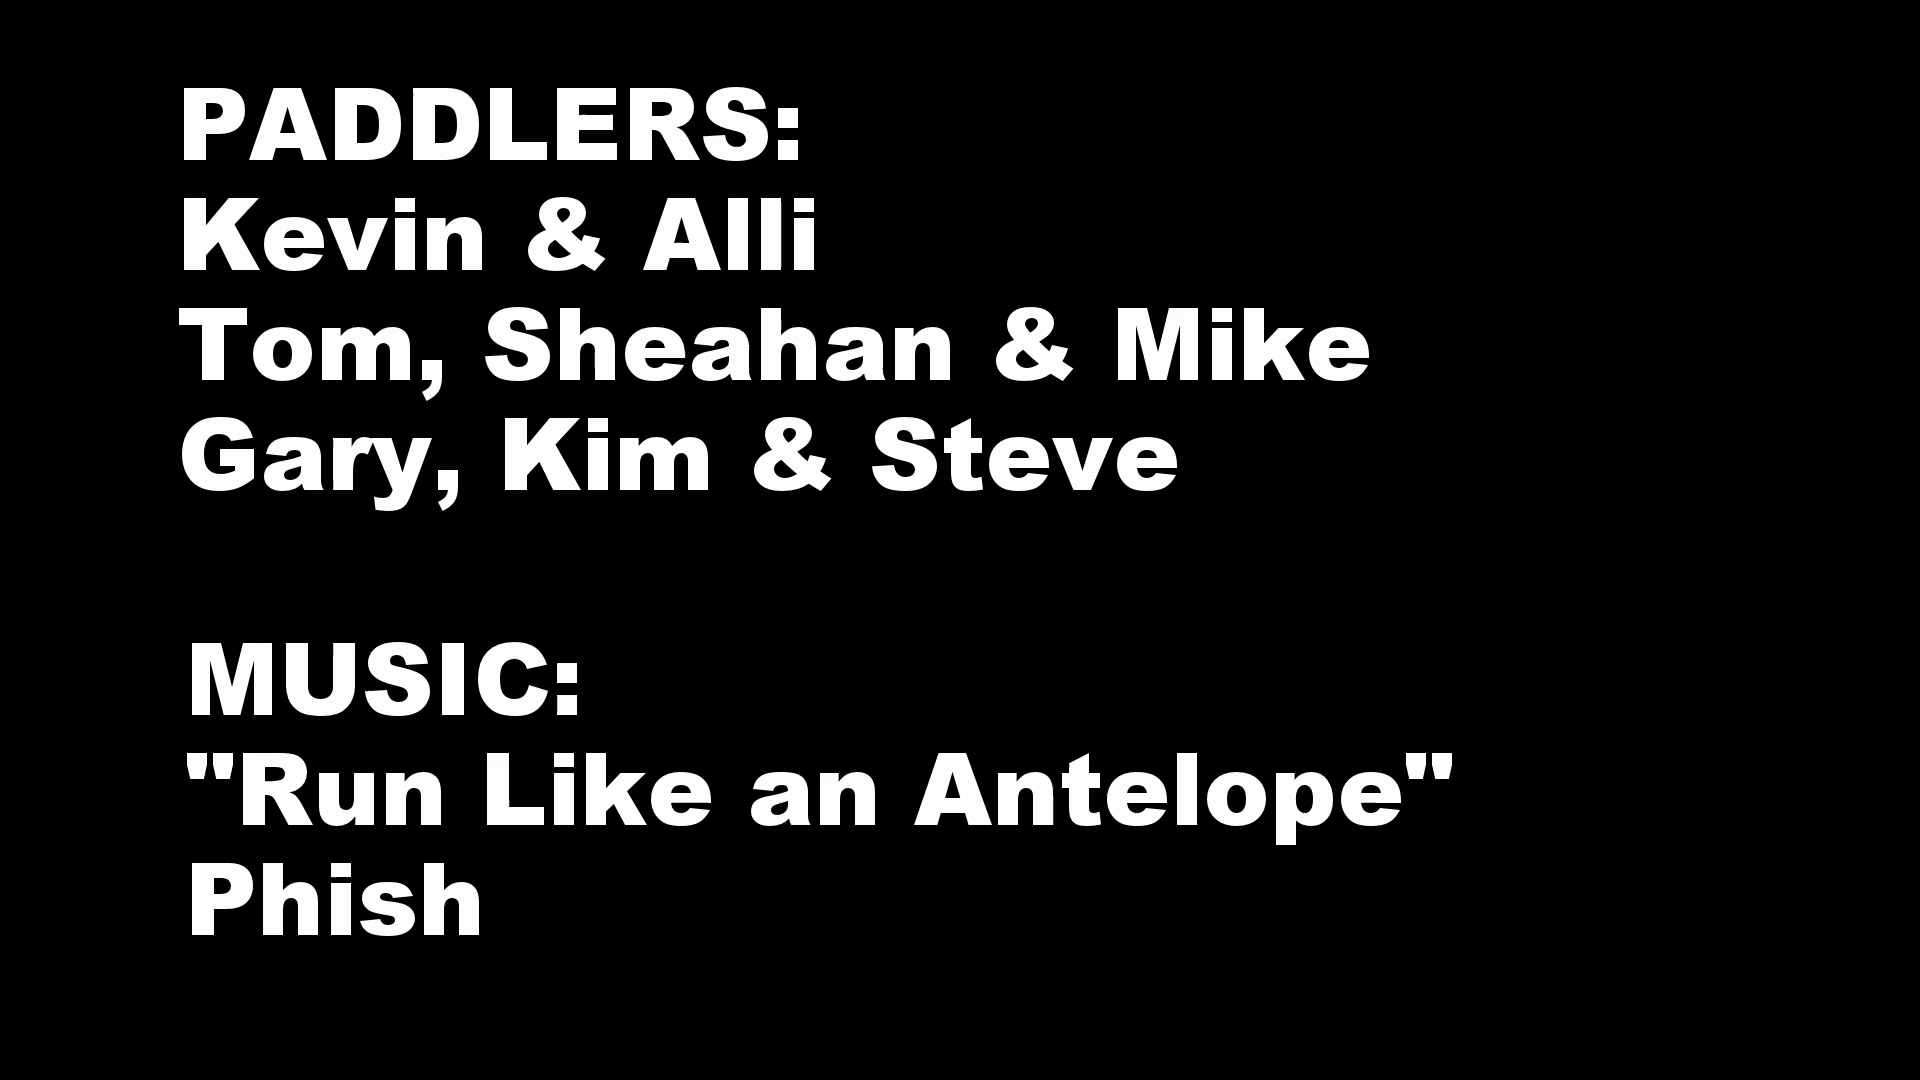 PADDLERS:
Kevin & Alli
Tom, Sheahan & Mike
Gary, Kim & Steve
MUSIC:
"Run Like an Antelope"
Phish